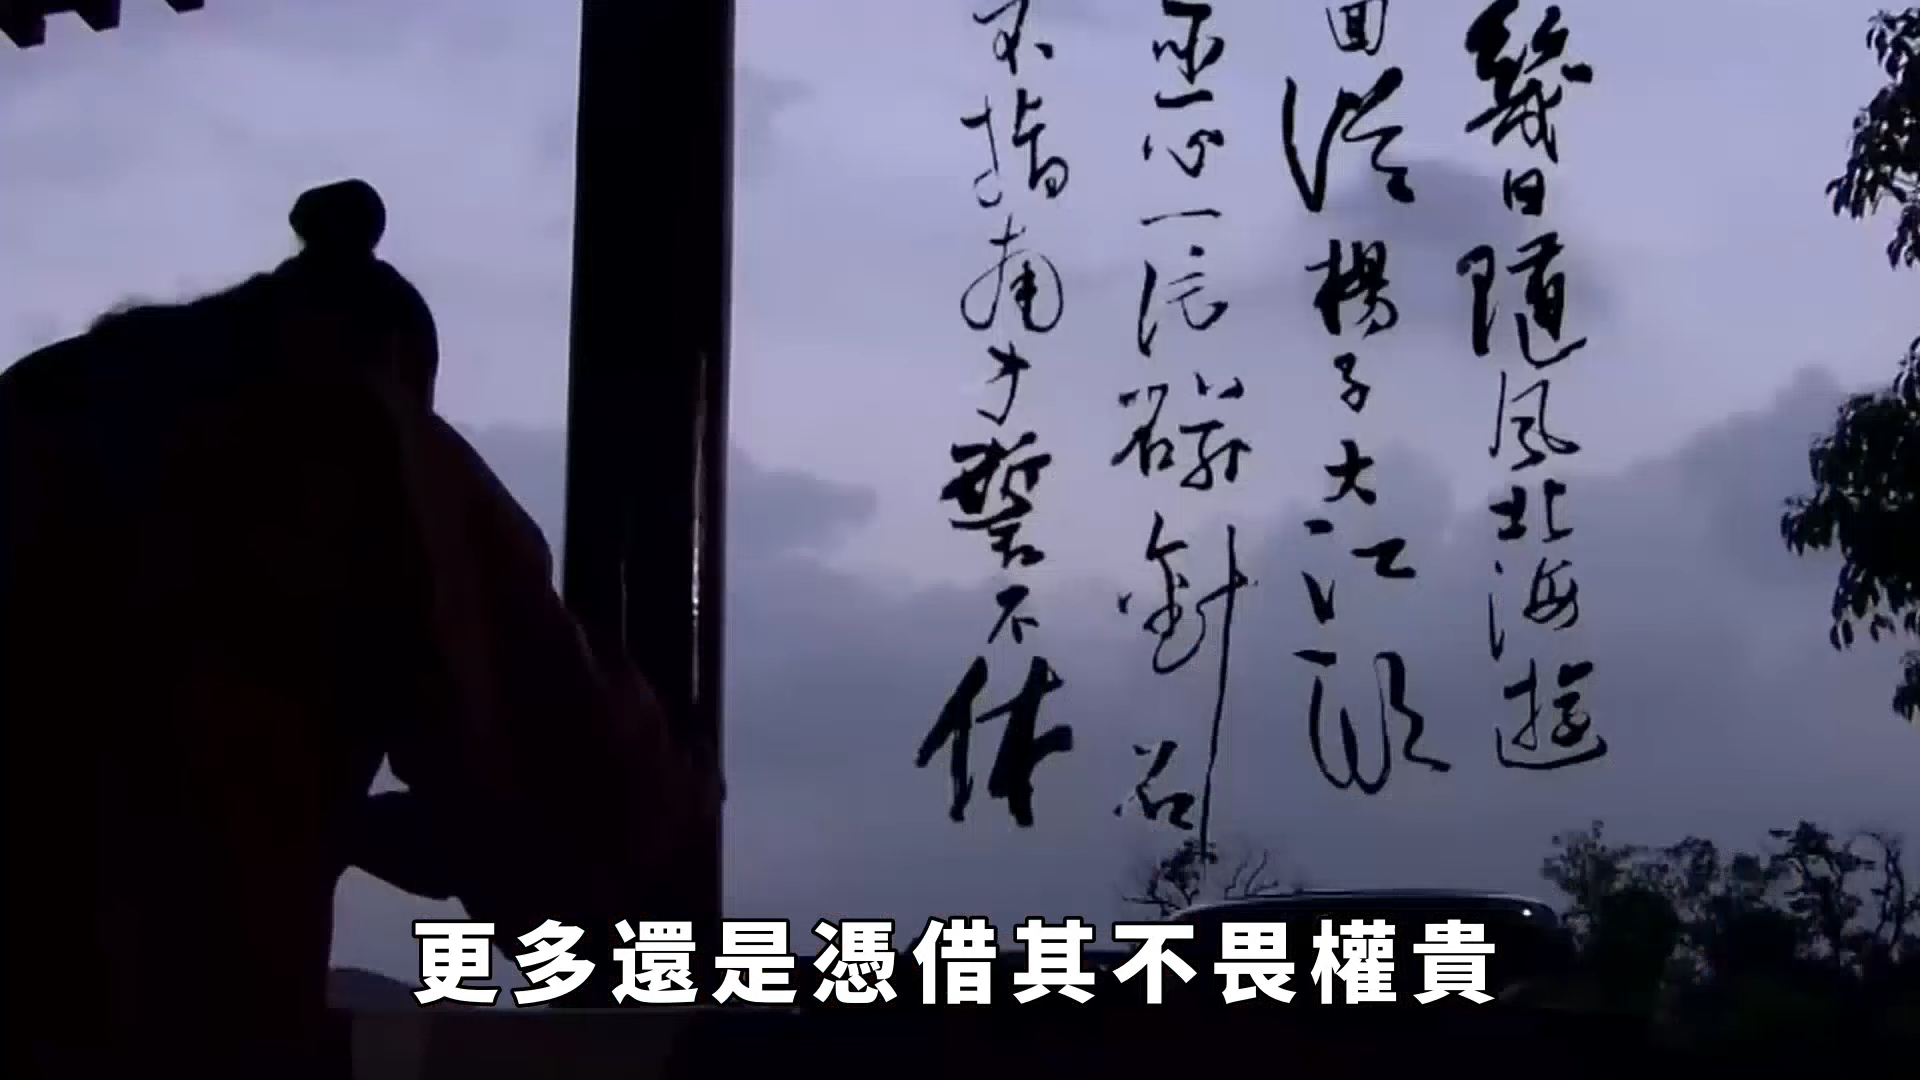 幾日隨風北海遊
回從楊子大江頭
臣心一片磁針石
不指南方誓不休
更多還是憑借其不畏權貴